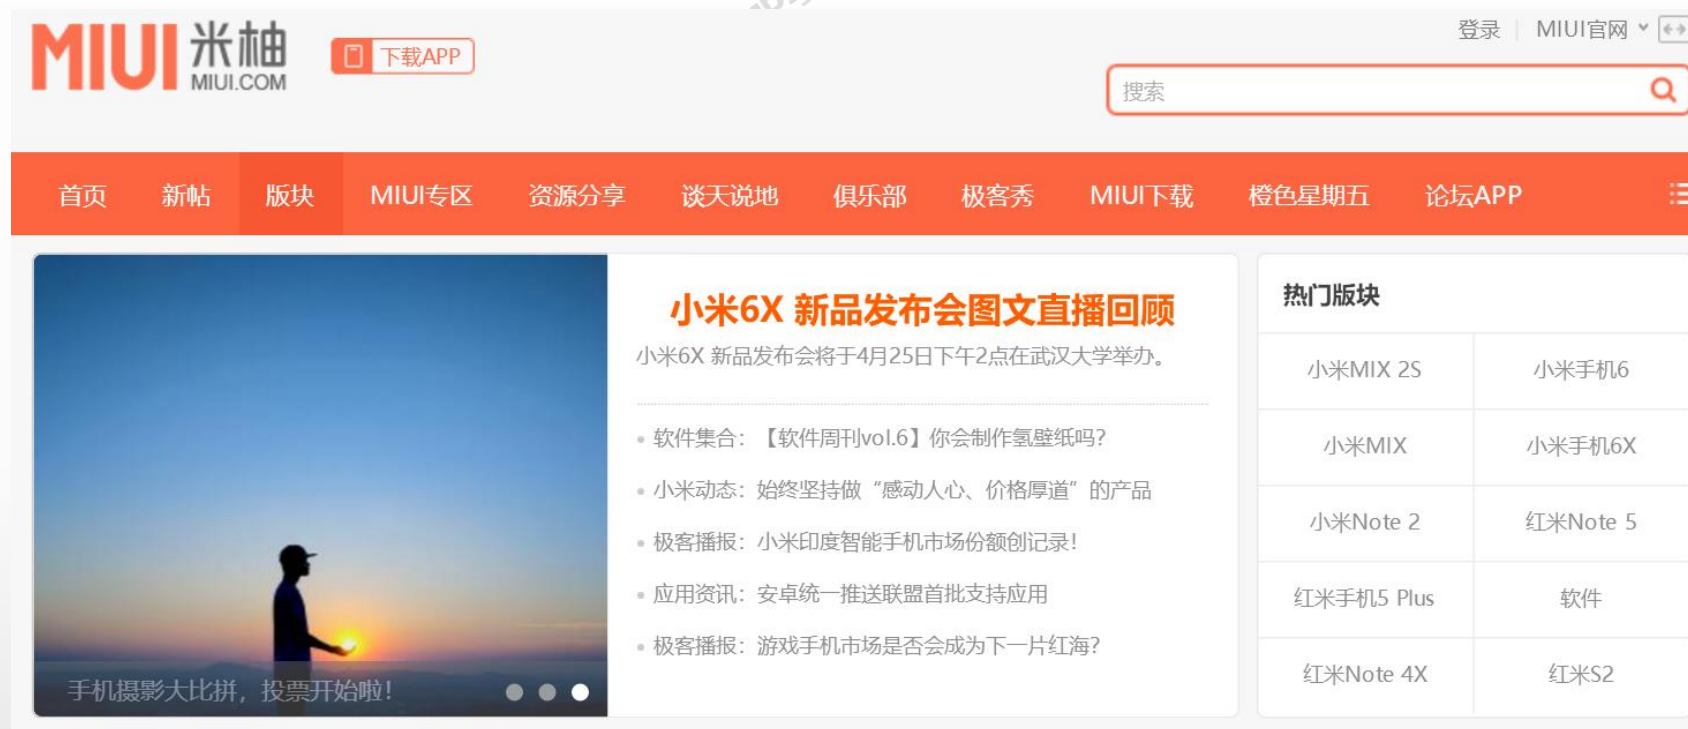 MIUI 米柚
MIUI.COM
下载APP
登录 | MIUI官网
搜索
首页 新帖 版块 MIUI专区 资源分享 谈天说地 俱乐部 极客秀 MIUI下载 橙色星期五 论坛APP
小米6X 新品发布会图文直播回顾
小米6X 新品发布会将于4月25日下午2点在武汉大学举办。
软件集合：【软件周刊vol.6】你会制作氢壁纸吗?
小米动态：始终坚持做“感动人心、价格厚道”的产品
极客播报：小米印度智能手机市场份额创记录！
应用资讯：安卓统一推送联盟首批支持应用
极客播报：游戏手机市场是否会成为下一片红海?
手机摄影大比拼，投票开始啦！
热门版块
小米MIX 2S 小米手机6
小米MIX 小米手机6X
小米Note 2 红米Note 5
红米手机5 Plus 软件
红米Note 4X 红米S2